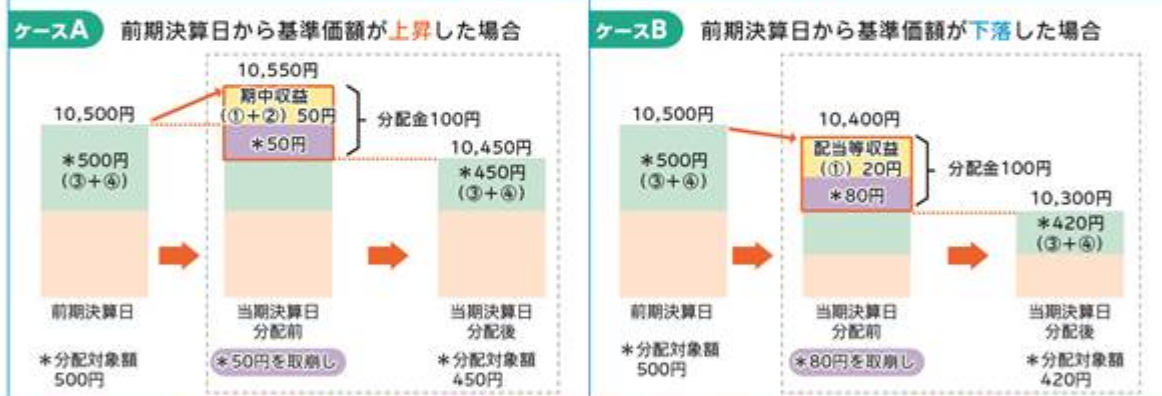 ケースA 前期決算日から基準価額が上昇した場合
10,550円
10,500円
期中収益
(①+②) 50円
分配金100円
*50円
*500円
(③+④)
10,450円
*450円
(③+④)
前期決算日
当期決算日
分配前
当期決算日
分配後
*分配対象額
500円
*50円を取崩し
*分配対象額
450円
ケースB 前期決算日から基準価額が下落した場合
10,500円
10,400円
*500円
(③+④)
配当等収益
(①) 20円
分配金100円
*80円
10,300円
*420円
(③+④)
前期決算日
当期決算日
分配前
当期決算日
分配後
*分配対象額
500円
*80円を取崩し
*分配対象額
420円